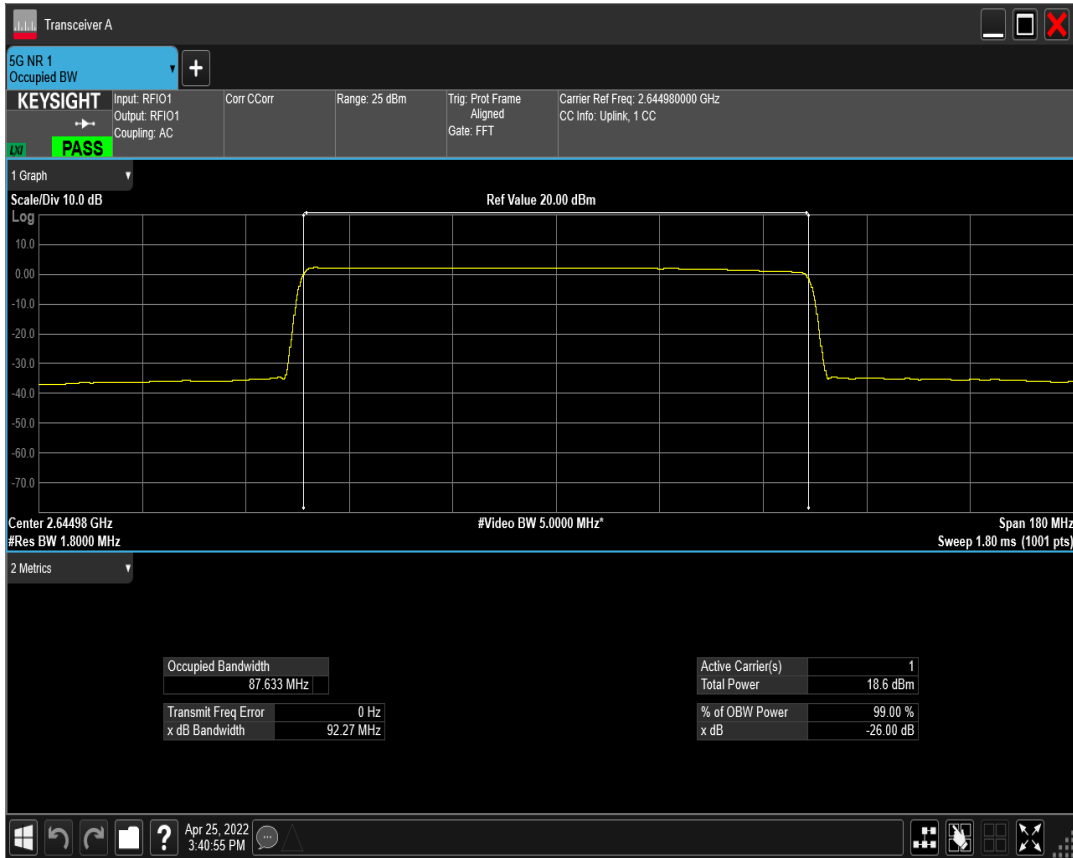 Transceiver A
5G NR 1
Occupied BW
+
KEYSIGHT
LXI
PASS
Input: RFIO1
Output: RFIO1
Coupling: AC
Corr CCorr
Range: 25 dBm
Trig: Prot Frame
Aligned
Gate: FFT
Carrier Ref Freq: 2.644980000 GHz
CC Info: Uplink, 1 CC
1 Graph
Scale/Div 10.0 dB
Ref Value 20.00 dBm
Log
10.0
0.00
-10.0
-20.0
-30.0
-40.0
-50.0
-60.0
-70.0
Center 2.64498 GHz
#Video BW 5.0000 MHz*
Span 180 MHz
#Res BW 1.8000 MHz
Sweep 1.80 ms (1001 pts)
2 Metrics
Occupied Bandwidth
87.633 MHz
Transmit Freq Error 0 Hz
x dB Bandwidth 92.27 MHz
Active Carrier(s) 1
Total Power 18.6 dBm
% of OBW Power 99.00 %
x dB -26.00 dB
?
Apr 25, 2022
3:40:55 PM